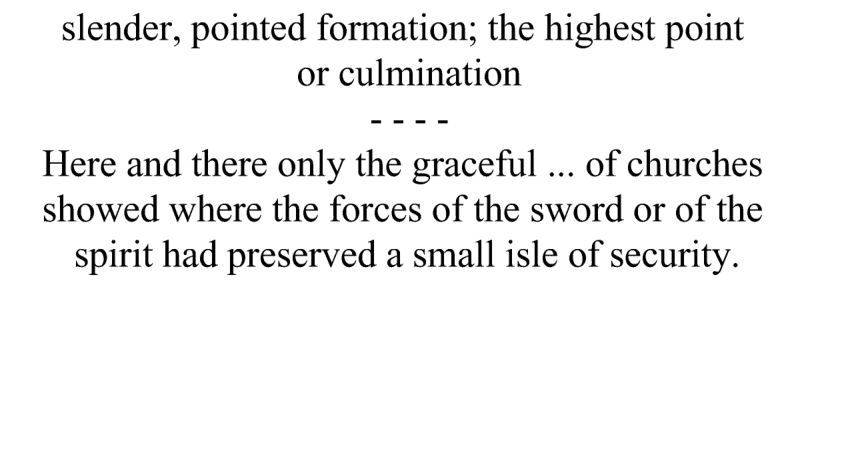 slender, pointed formation; the highest point
or culmination
- - - -
Here and there only the graceful ... of churches
showed where the forces of the sword or of the
spirit had preserved a small isle of security.